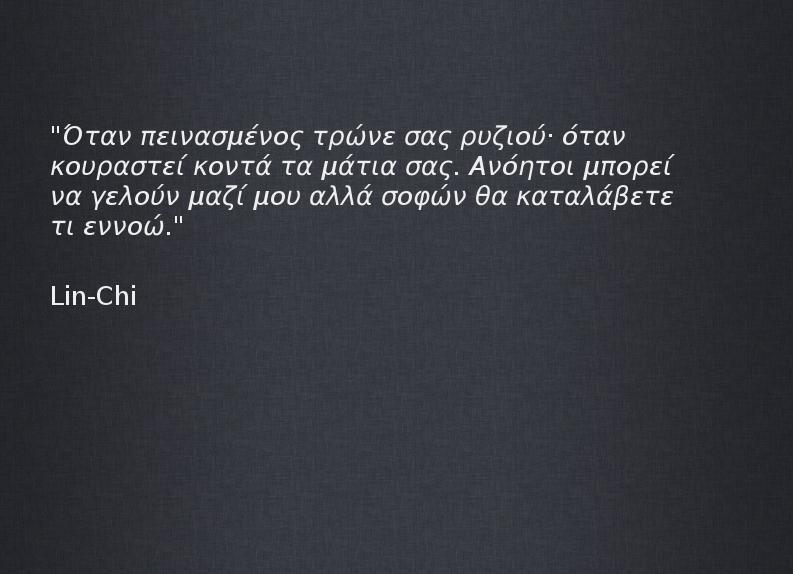 "Όταν πεινασμένος τρώνε σας ρυζιού· όταν
κουραστεί κοντά τα μάτια σας. Ανόητοι μπορεί
να γελούν μαζί μου αλλά σοφών θα καταλάβετε
τι εννοώ."
Lin-Chi